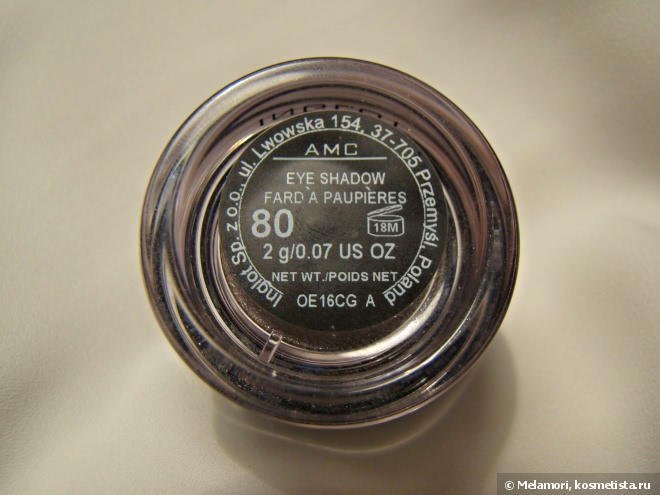 Inglot Sp. z o.o., ul. Lwowska 154, 37-705 Przemyśl, Poland
AMC
EYE SHADOW
FARD À PAUPIÈRES
80
18M
2 g/0.07 US OZ
NET WT./POIDS NET
OE16CG A
© Melamori, kosmetista.ru